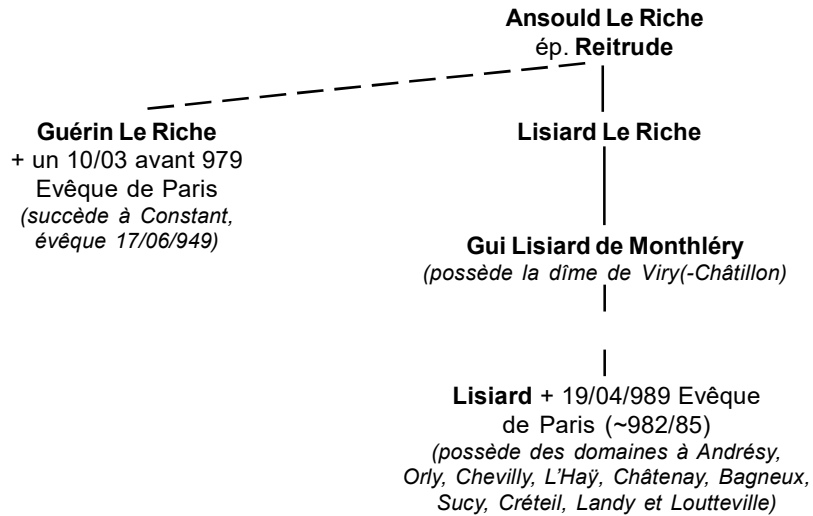 Ansould Le Riche
ép. Reitrude
Guérin Le Riche
+ un 10/03 avant 979
Evêque de Paris
(succède à Constant,
évêque 17/06/949)
Lisiard Le Riche
Gui Lisiard de Monthléry
(possède la dîme de Viry(-Châtillon)
Lisiard + 19/04/989 Evêque
de Paris (~982/85)
(possède des domaines à Andrésy,
Orly, Chevilly, L'Haÿ, Châtenay, Bagneux,
Sucy, Créteil, Landy et Loutteville)